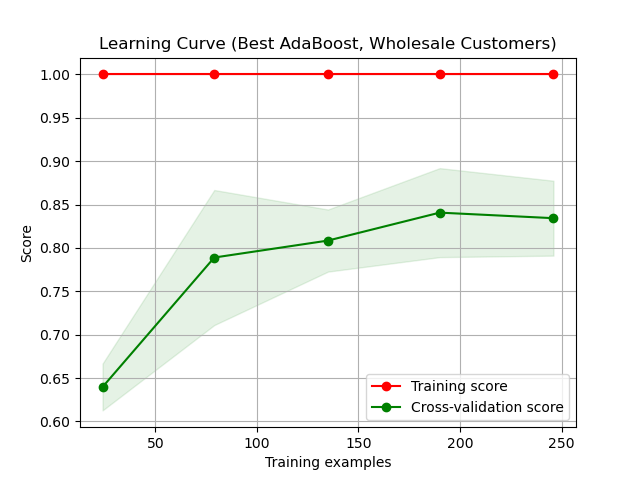 Learning Curve (Best AdaBoost, Wholesale Customers)
1.00
0.95
0.90
0.85
0.80
0.75
0.70
0.65
0.60
Score
50
100
150
200
250
Training examples
Training score
Cross-validation score